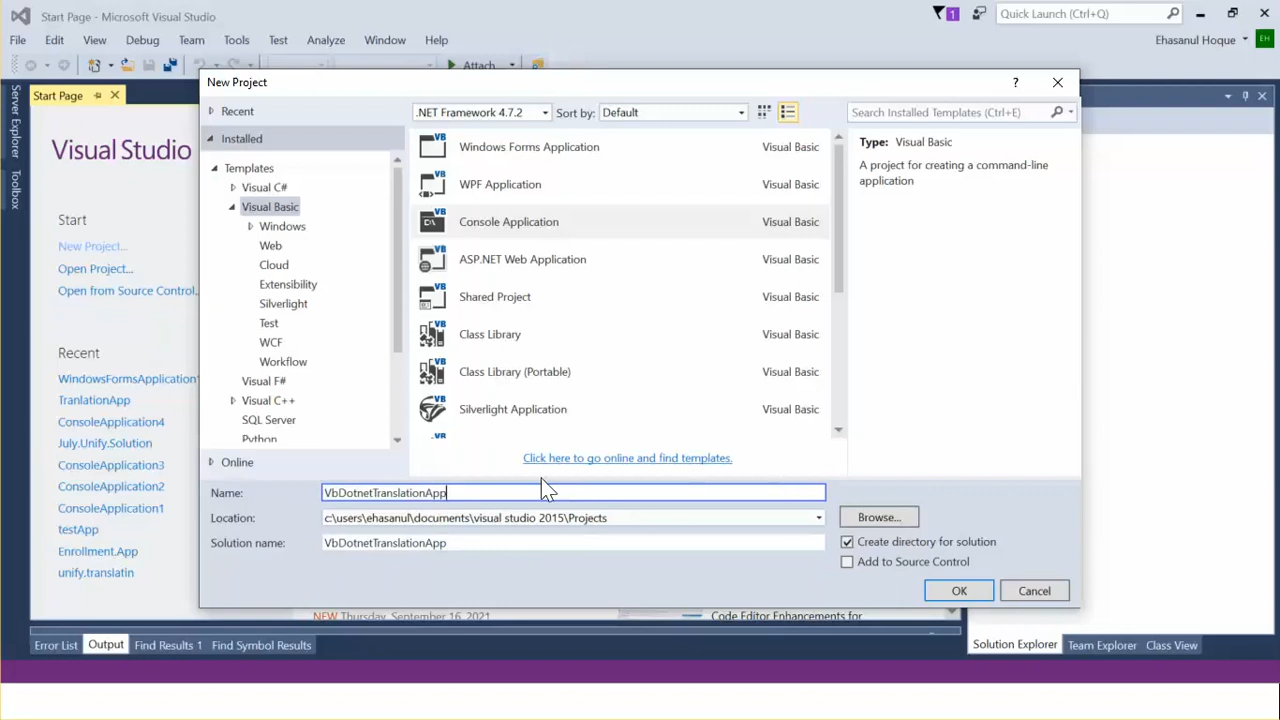 Start Page - Microsoft Visual Studio
1
Quick Launch (Ctrl+Q)
File Edit View Debug Team Tools Test Analyze Window Help
Ehasanul Hoque
EH
Attach
Server Explorer
Toolbox
Start Page
Visual Studio
Start
New Project...
Open Project...
Open from Source Control.
Recent
WindowsFormsApplication1
TranlationApp
ConsoleApplication4
July.Unify.Solution
ConsoleApplication3
ConsoleApplication2
ConsoleApplication1
testApp
Enrollment.App
unify.translatin
New Project
?
Recent
Installed
Templates
Visual C#
Visual Basic
Windows
Web
Cloud
Extensibility
Silverlight
Test
WCF
Workflow
Visual F#
Visual C++
SQL Server
Python
Online
.NET Framework 4.7.2
Sort by: Default
Windows Forms Application Visual Basic
WPF Application Visual Basic
Console Application Visual Basic
ASP.NET Web Application Visual Basic
Shared Project Visual Basic
Class Library Visual Basic
Class Library (Portable) Visual Basic
Silverlight Application Visual Basic
Click here to go online and find templates.
Search Installed Templates (Ctrl+E)
Type: Visual Basic
A project for creating a command-line
application
Name: VbDotnetTranslationApp
Location: c:\users\ehasanul\documents\visual studio 2015\Projects
Browse...
Solution name: VbDotnetTranslationApp
Create directory for solution
Add to Source Control
OK Cancel
NEW Thursday, September 16, 2021
Code Editor Enhancements for
Error List Output Find Results 1 Find Symbol Results
Solution Explorer Team Explorer Class View